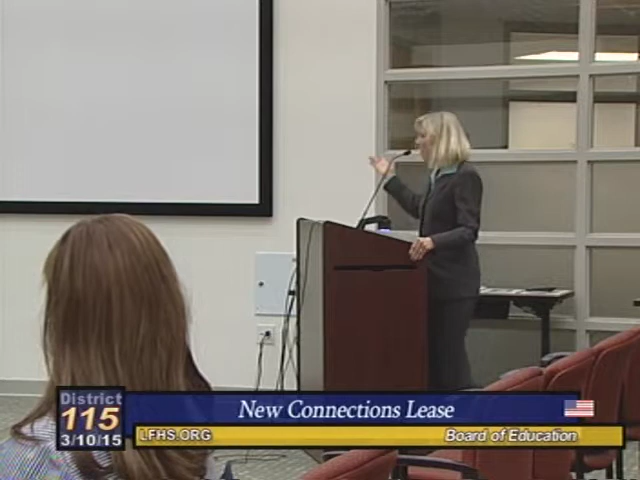 District
115
3/10/15
New Connections Lease
LFHS.ORG
Board of Education